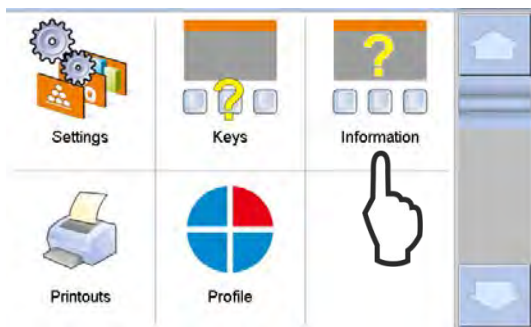 Settings
Keys
Information
Printouts
Profile